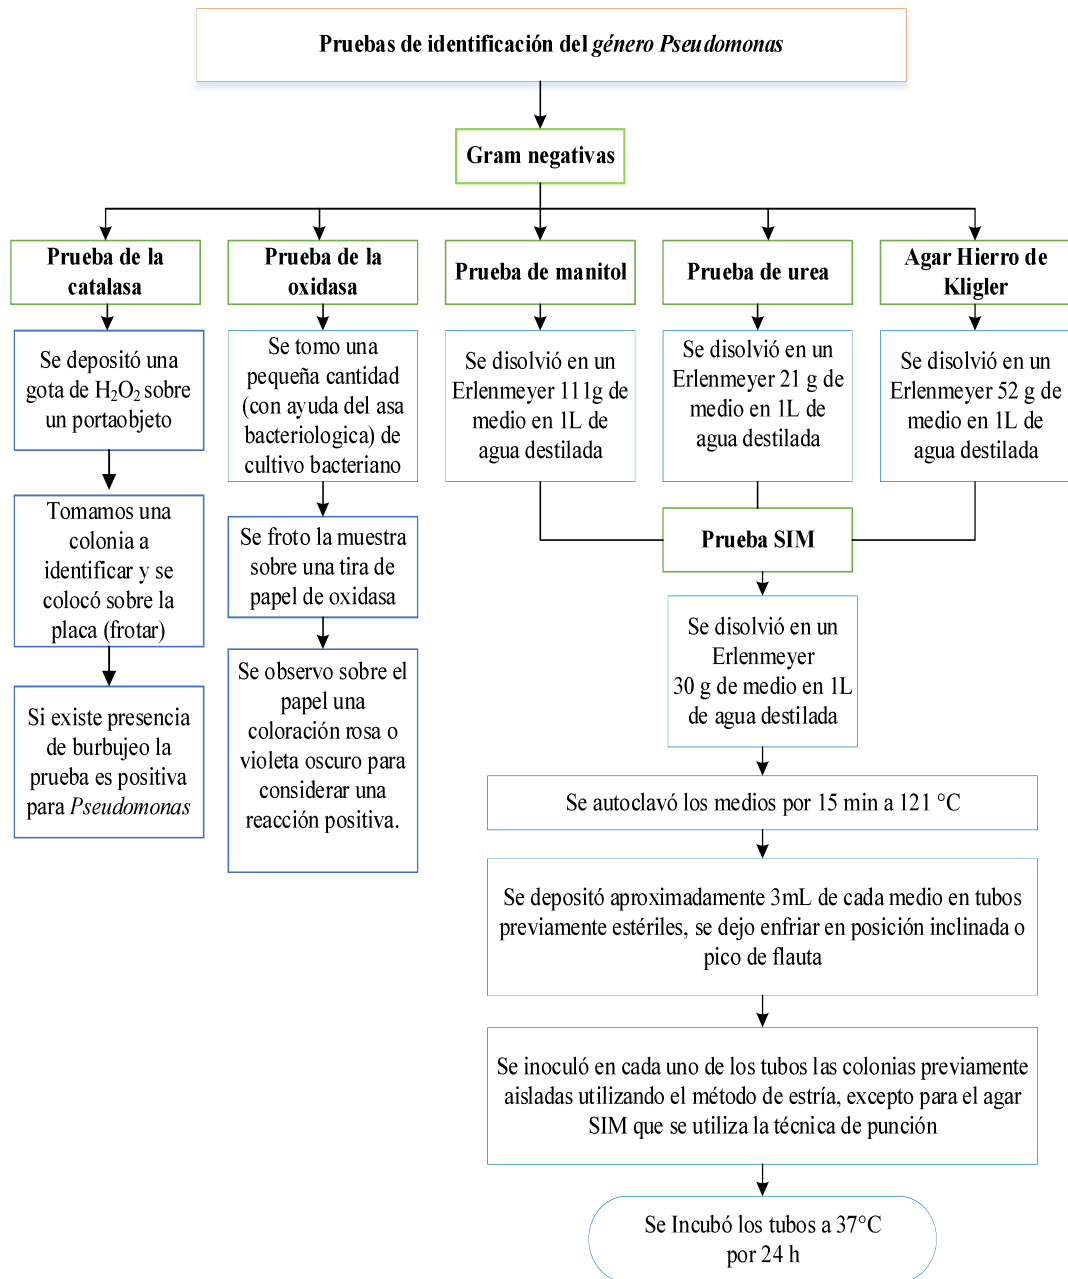 Pruebas de identificación del género Pseudomonas
Gram negativas
Prueba de la
catalasa
Se depositó una
gota de H₂O₂ sobre
un portaobjeto
Tomamos una
colonia a
identificar y se
colocó sobre la
placa (frotar)
Si existe presencia
de burbujeo la
prueba es positiva
para Pseudomonas
Prueba de la
oxidasa
Se tomo una
pequeña cantidad
(con ayuda del asa
bacteriologica) de
cultivo bacteriano
Se froto la muestra
sobre una tira de
papel de oxidasa
Se observo sobre el
papel una
coloración rosa o
violeta oscuro para
considerar una
reacción positiva.
Prueba de manitol
Se disolvió en un
Erlenmeyer 111g de
medio en 1L de
agua destilada
Prueba de urea
Se disolvió en un
Erlenmeyer 21 g de
medio en 1L de
agua destilada
Agar Hierro de
Kligler
Se disolvió en un
Erlenmeyer 52 g de
medio en 1L de
agua destilada
Prueba SIM
Se disolvió en un
Erlenmeyer
30 g de medio en 1L
de agua destilada
Se autoclavó los medios por 15 min a 121 °C
Se depositó aproximadamente 3mL de cada medio en tubos
previamente estériles, se dejo enfriar en posición inclinada o
pico de flauta
Se inoculó en cada uno de los tubos las colonias previamente
aisladas utilizando el método de estría, excepto para el agar
SIM que se utiliza la técnica de punción
Se Incubó los tubos a 37°C
por 24 h